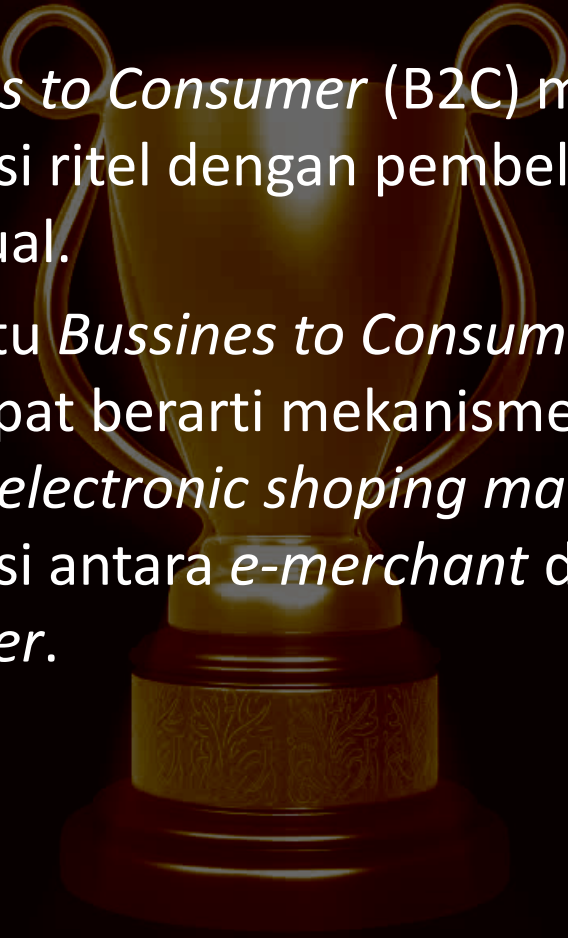 s to Consumer (B2C) m
si ritel dengan pembel
ual.
tu Bussines to Consum
pat berarti mekanisme
electronic shoping ma
si antara e-merchant d
er.